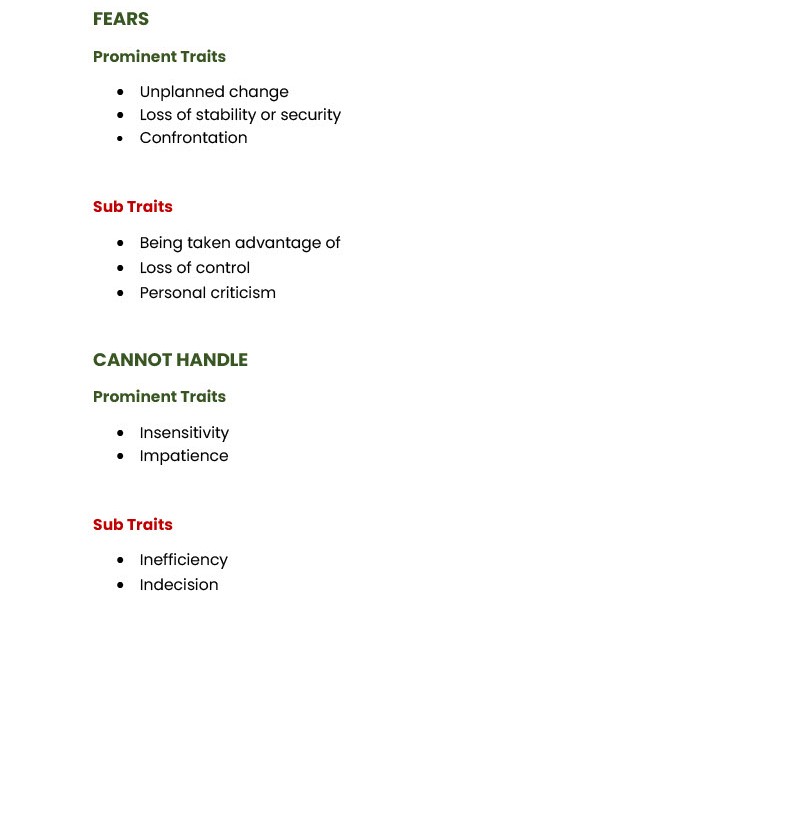 FEARS
Prominent Traits
• Unplanned change
• Loss of stability or security
• Confrontation
Sub Traits
• Being taken advantage of
• Loss of control
• Personal criticism
CANNOT HANDLE
Prominent Traits
• Insensitivity
• Impatience
Sub Traits
• Inefficiency
• Indecision